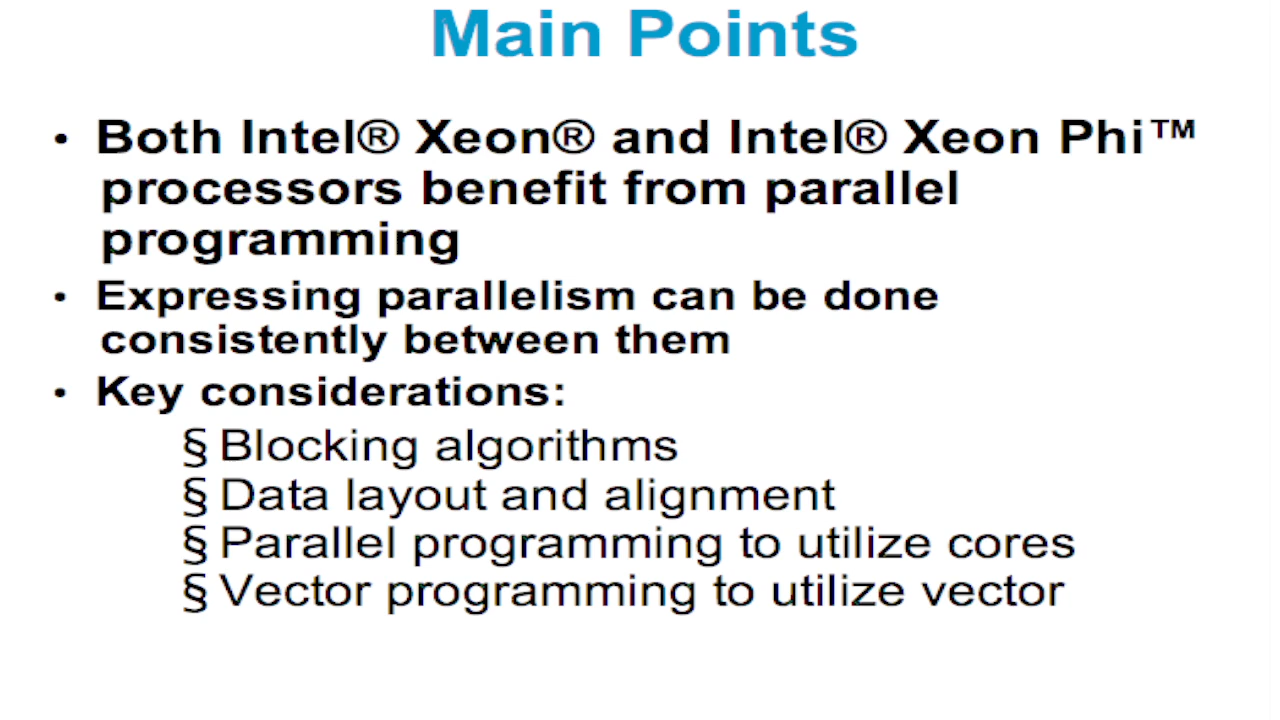 Main Points
• Both Intel® Xeon® and Intel® Xeon Phi™
processors benefit from parallel
programming
• Expressing parallelism can be done
consistently between them
• Key considerations:
§ Blocking algorithms
§ Data layout and alignment
§ Parallel programming to utilize cores
§ Vector programming to utilize vector